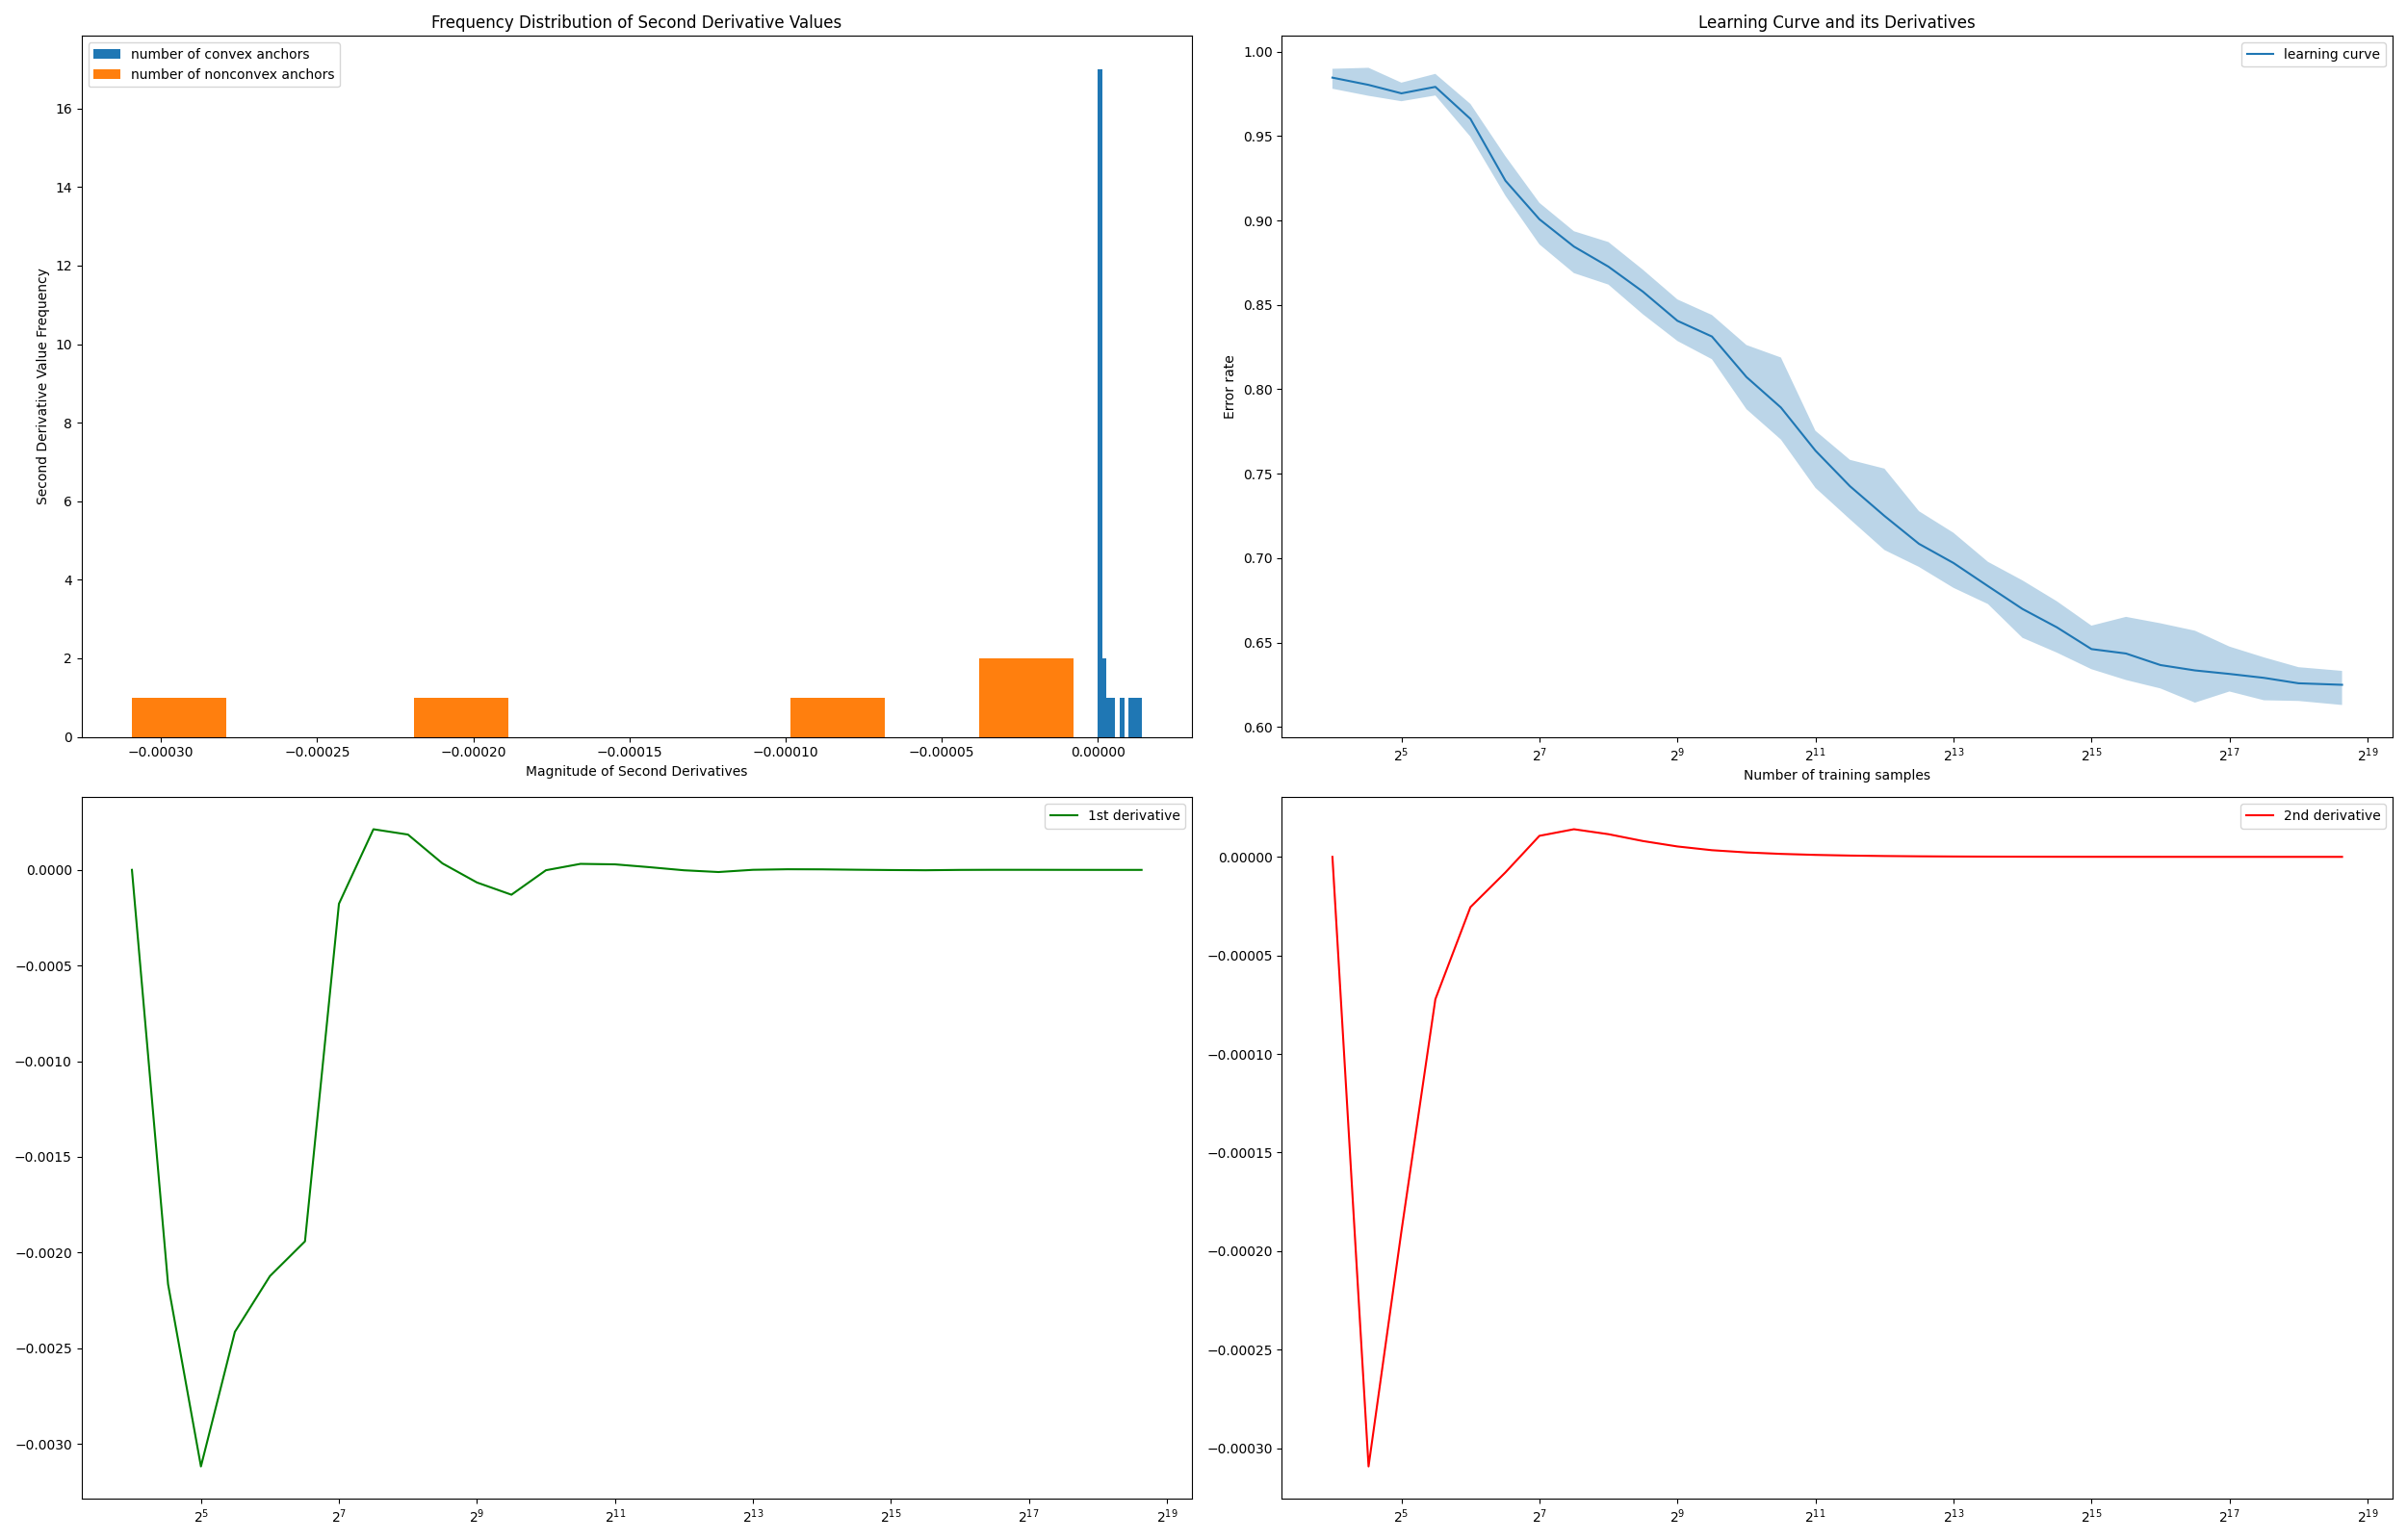 Frequency Distribution of Second Derivative Values
number of convex anchors
number of nonconvex anchors
Second Derivative Value Frequency
16
14
12
10
8
6
4
2
0
−0.00030 −0.00025 −0.00020 −0.00015 −0.00010 −0.00005 0.00000
Magnitude of Second Derivatives
Learning Curve and its Derivatives
learning curve
Error rate
1.00
0.95
0.90
0.85
0.80
0.75
0.70
0.65
0.60
2^5 2^7 2^9 2^11 2^13 2^15 2^17 2^19
Number of training samples
1st derivative
0.0000
−0.0005
−0.0010
−0.0015
−0.0020
−0.0025
−0.0030
2^5 2^7 2^9 2^11 2^13 2^15 2^17 2^19
2nd derivative
0.00000
−0.00005
−0.00010
−0.00015
−0.00020
−0.00025
−0.00030
2^5 2^7 2^9 2^11 2^13 2^15 2^17 2^19